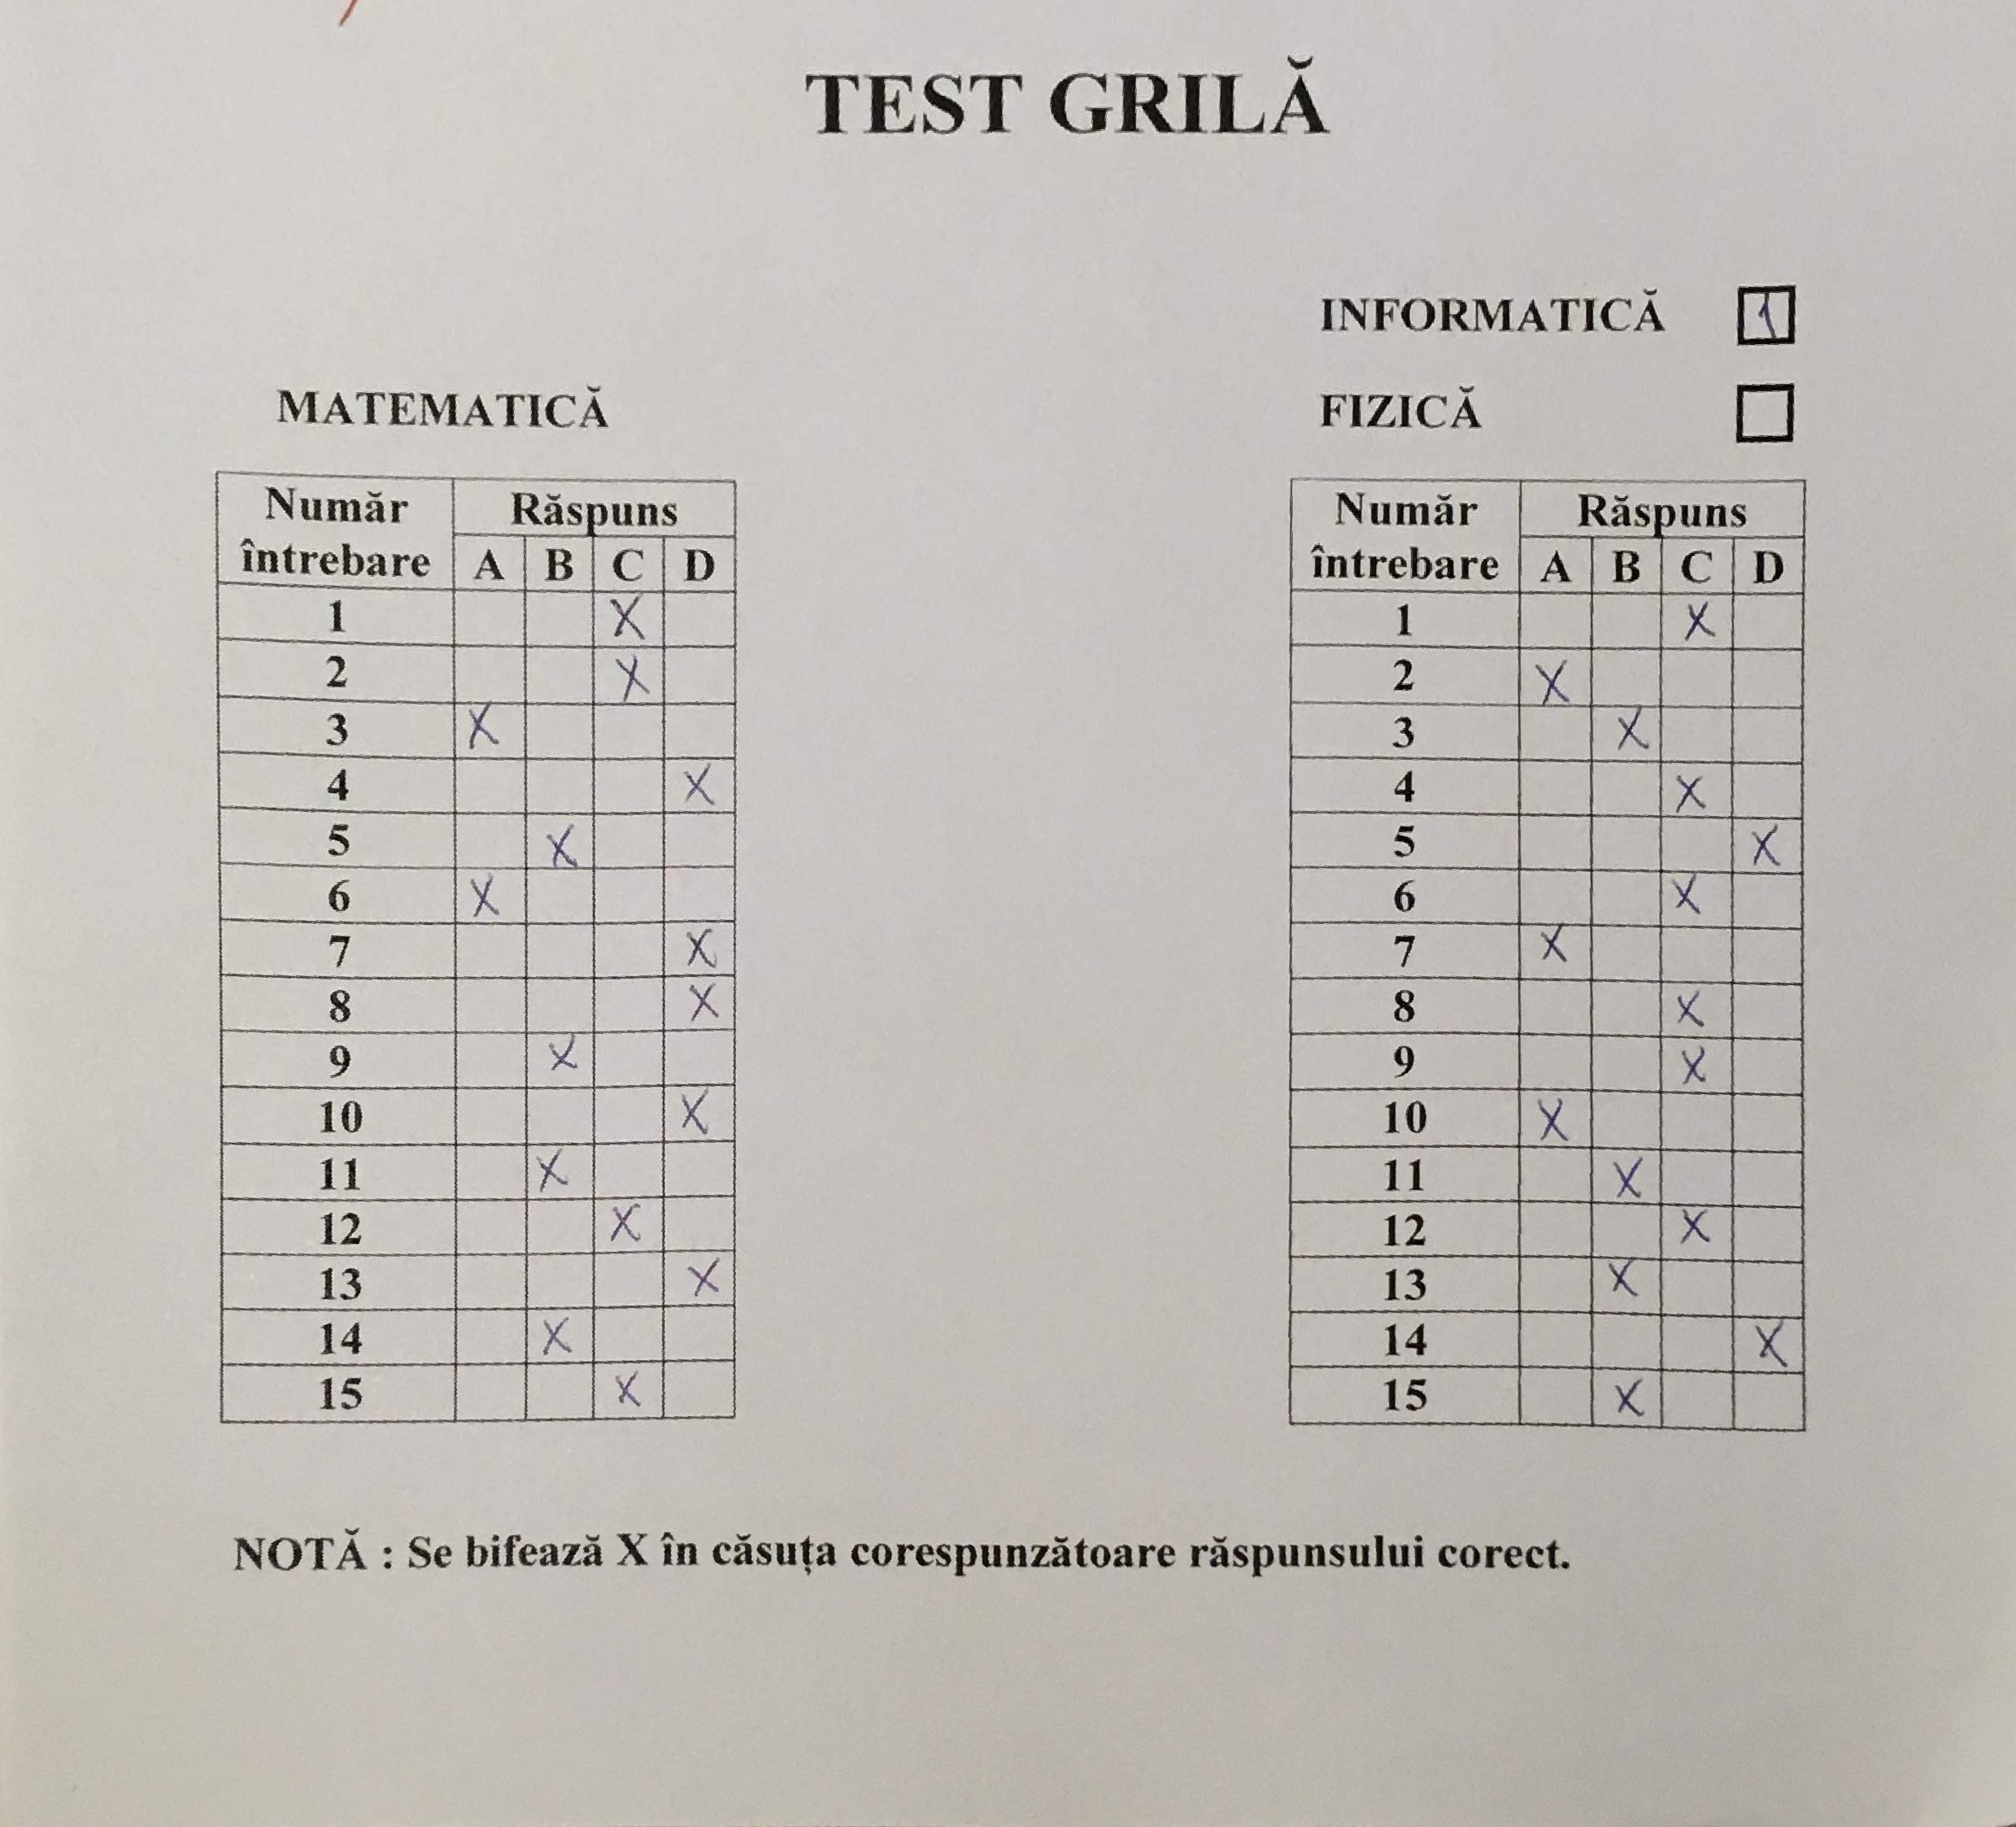 TEST GRILĂ
INFORMATICĂ 1
FIZICĂ
MATEMATICĂ
Număr întrebare Răspuns
A B C D
1 X
2 X
3 X
4 X
5 X
6 X
7 X
8 X
9 X
10 X
11 X
12 X
13 X
14 X
15 X
Număr întrebare Răspuns
A B C D
1 X
2 X
3 X
4 X
5 X
6 X
7 X
8 X
9 X
10 X
11 X
12 X
13 X
14 X
15 X
NOTĂ : Se bifează X în căsuța corespunzătoare răspunsului corect.